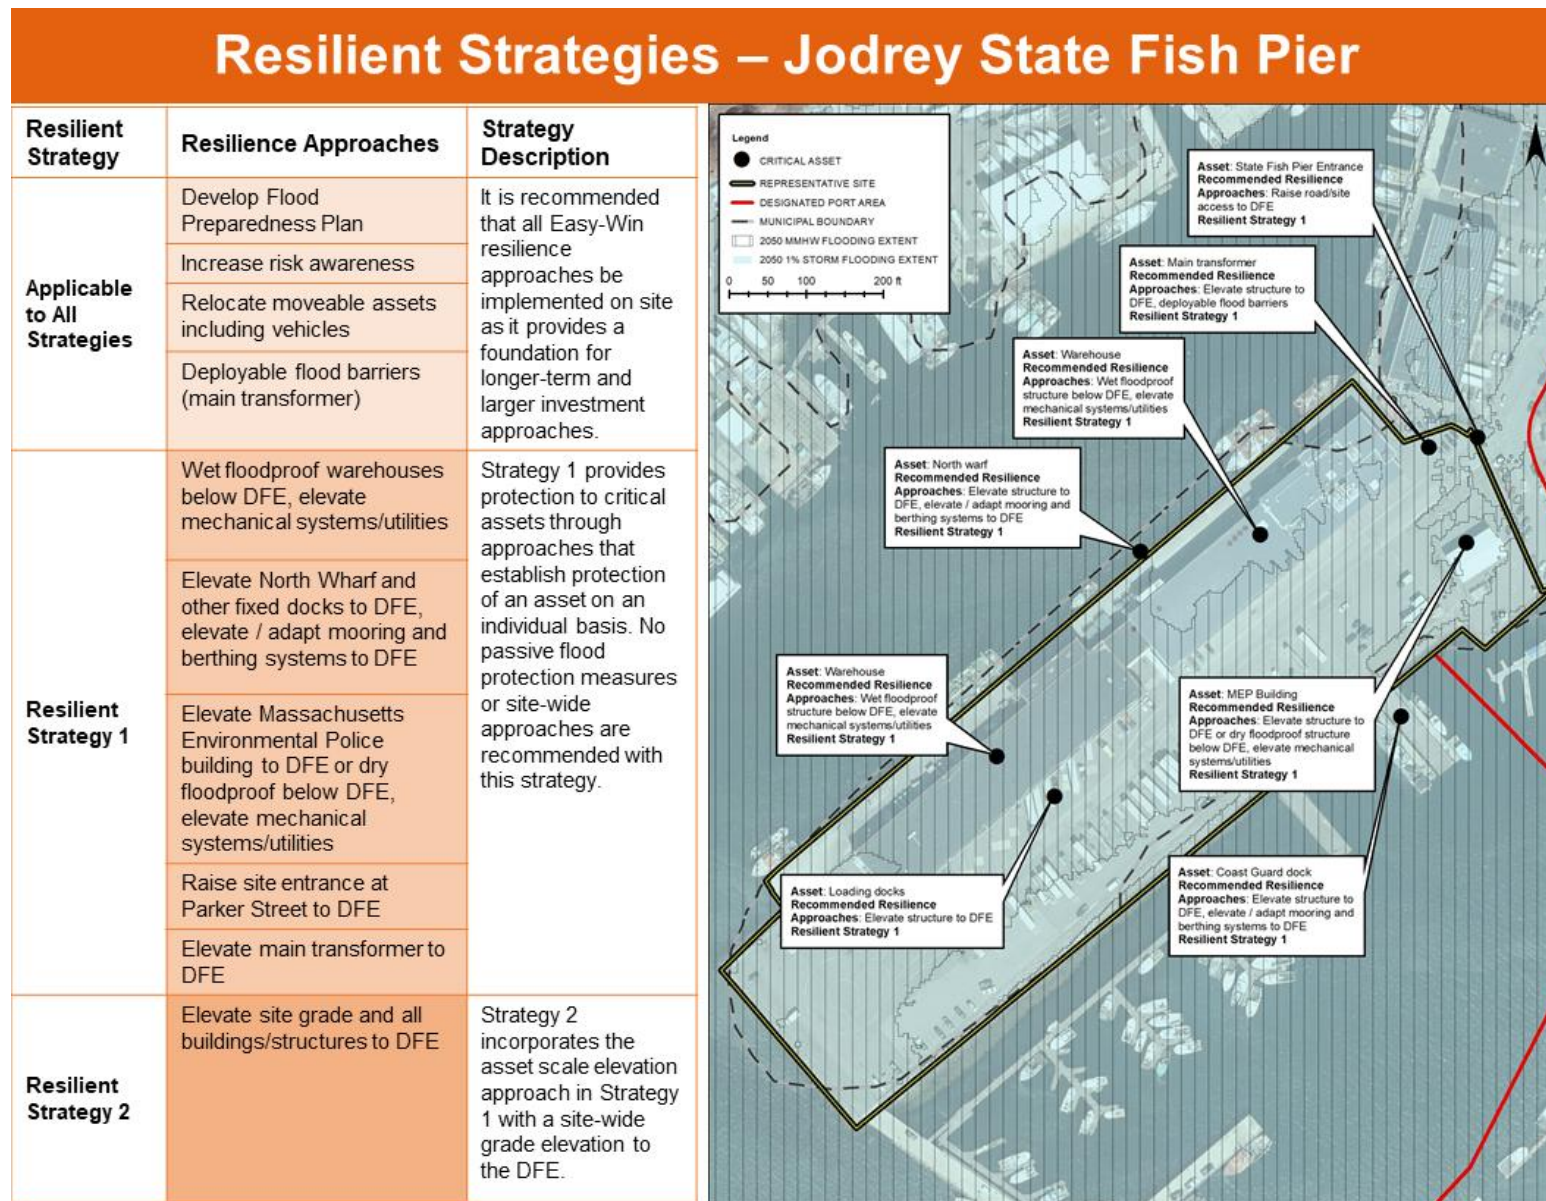 Resilient Strategies – Jodrey State Fish Pier
Resilient
Strategy
Resilience Approaches
Strategy
Description
Applicable
to All
Strategies
Develop Flood
Preparedness Plan
Increase risk awareness
Relocate moveable assets
including vehicles
Deployable flood barriers
(main transformer)
It is recommended
that all Easy-Win
resilience
approaches be
implemented on site
as it provides a
foundation for
longer-term and
larger investment
approaches.
Resilient
Strategy 1
Wet floodproof warehouses
below DFE, elevate
mechanical systems/utilities
Elevate North Wharf and
other fixed docks to DFE,
elevate / adapt mooring and
berthing systems to DFE
Elevate Massachusetts
Environmental Police
building to DFE or dry
floodproof below DFE,
elevate mechanical
systems/utilities
Raise site entrance at
Parker Street to DFE
Elevate main transformer to
DFE
Strategy 1 provides
protection to critical
assets through
approaches that
establish protection
of an asset on an
individual basis. No
passive flood
protection measures
or site-wide
approaches are
recommended with
this strategy.
Resilient
Strategy 2
Elevate site grade and all
buildings/structures to DFE
Strategy 2
incorporates the
asset scale elevation
approach in Strategy
1 with a site-wide
grade elevation to
the DFE.
Legend
CRITICAL ASSET
REPRESENTATIVE SITE
DESIGNATED PORT AREA
MUNICIPAL BOUNDARY
2050 MMHW FLOODING EXTENT
2050 1% STORM FLOODING EXTENT
0 50 100 200 ft
Asset: State Fish Pier Entrance
Recommended Resilience
Approaches: Raise road/site
access to DFE
Resilient Strategy 1
Asset: Main transformer
Recommended Resilience
Approaches: Elevate structure to
DFE, deployable flood barriers
Resilient Strategy 1
Asset: Warehouse
Recommended Resilience
Approaches: Wet floodproof
structure below DFE, elevate
mechanical systems/utilities
Resilient Strategy 1
Asset: North warf
Recommended Resilience
Approaches: Elevate structure to
DFE, elevate / adapt mooring and
berthing systems to DFE
Resilient Strategy 1
Asset: Warehouse
Recommended Resilience
Approaches: Wet floodproof
structure below DFE, elevate
mechanical systems/utilities
Resilient Strategy 1
Asset: MEP Building
Recommended Resilience
Approaches: Elevate structure to
DFE or dry floodproof structure
below DFE, elevate mechanical
systems/utilities
Resilient Strategy 1
Asset: Loading docks
Recommended Resilience
Approaches: Elevate structure to DFE
Resilient Strategy 1
Asset: Coast Guard dock
Recommended Resilience
Approaches: Elevate structure to
DFE, elevate / adapt mooring and
berthing systems to DFE
Resilient Strategy 1